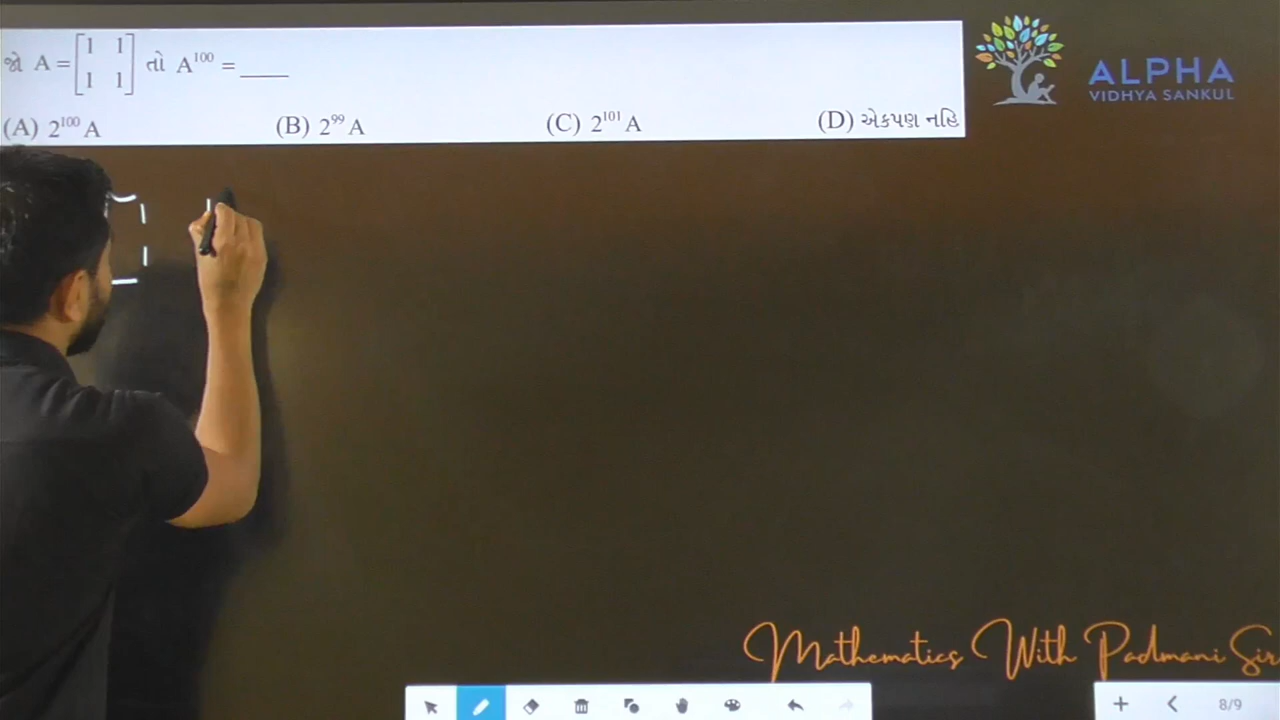 જો A = [1 1
1 1] તો A¹⁰⁰ = ____
(A) 2¹⁰⁰ A (B) 2⁹⁹ A (C) 2¹⁰¹ A (D) એકપણ નહિ
ALPHA
VIDHYA SANKUL
Mathematics With Padmani Sir
8/9